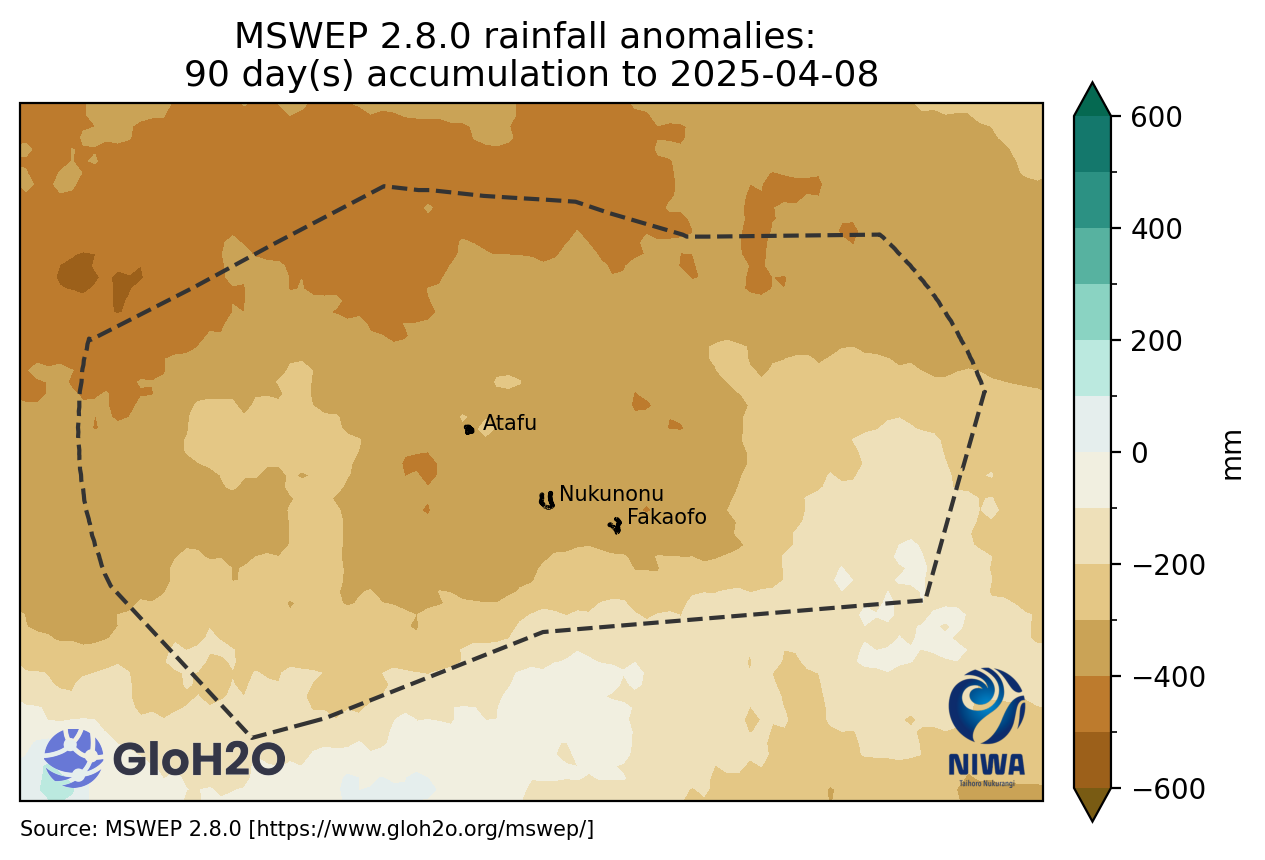 MSWEP 2.8.0 rainfall anomalies:
90 day(s) accumulation to 2025-04-08
600
400
200
0
−200
−400
−600
mm
Atafu
Nukunonu
Fakaofo
GloH2O
NIWA
Taihoro Nukurangi
Source: MSWEP 2.8.0 [https://www.gloh2o.org/mswep/]